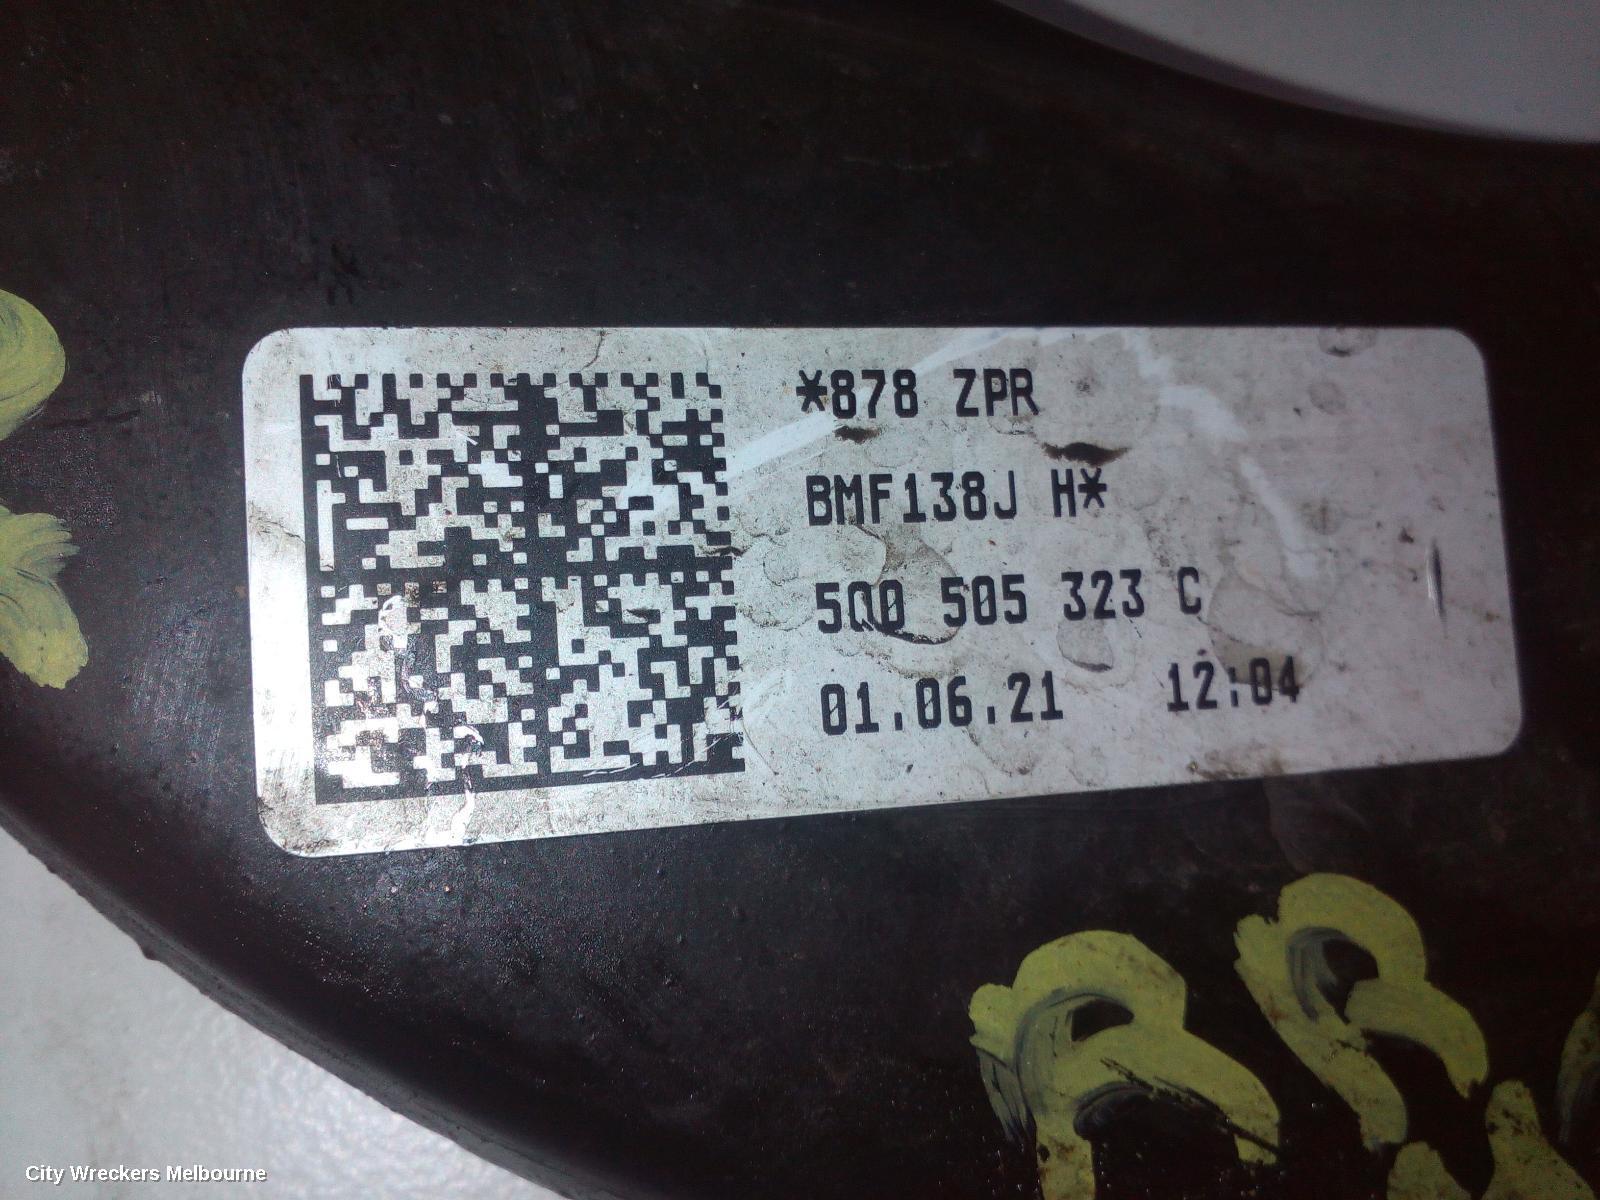 *878 ZPR
BMF138J H*
5Q0 505 323 C
01.06.21 12:04
City Wreckers Melbourne